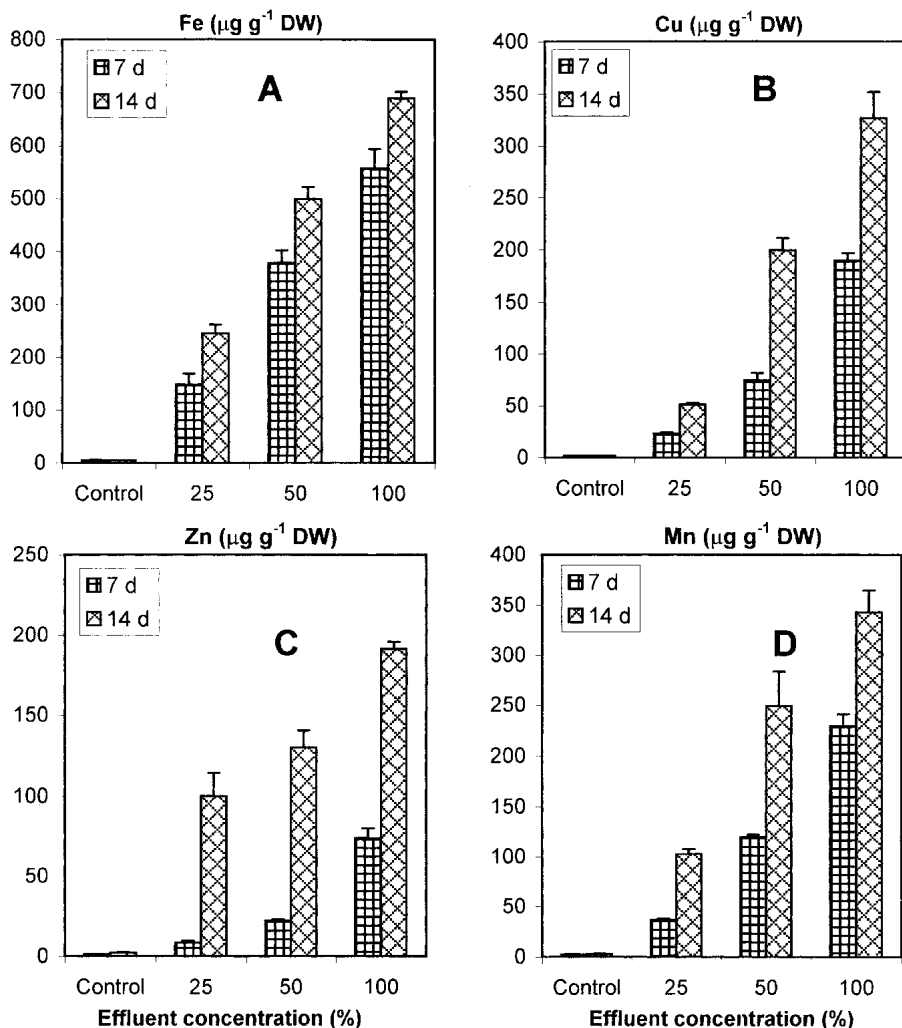 Fe (μg g⁻¹ DW)
800
700
600
500
400
300
200
100
0
7 d
14 d
A
Control 25 50 100
Cu (μg g⁻¹ DW)
400
350
300
250
200
150
100
50
0
7 d
14 d
B
Control 25 50 100
Zn (μg g⁻¹ DW)
250
200
150
100
50
0
7 d
14 d
C
Control 25 50 100
Effluent concentration (%)
Mn (μg g⁻¹ DW)
400
350
300
250
200
150
100
50
0
7 d
14 d
D
Control 25 50 100
Effluent concentration (%)